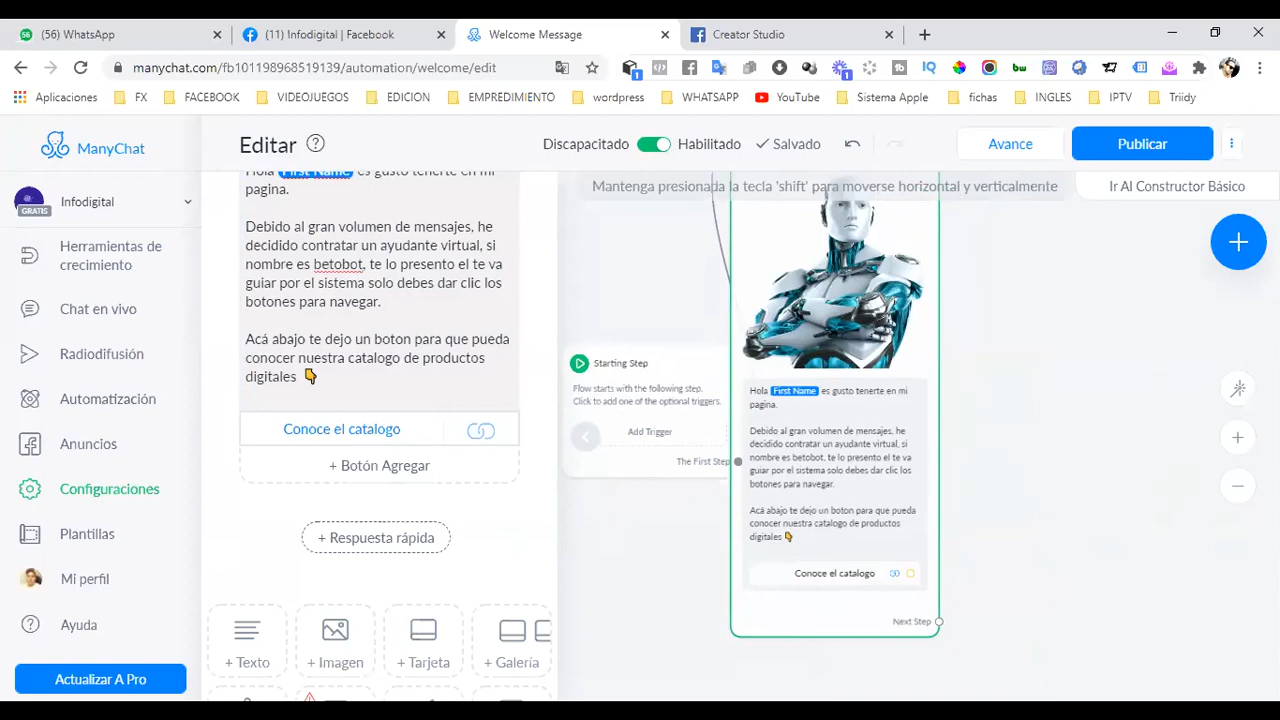 (56) WhatsApp
(11) Infodigital | Facebook
Welcome Message
Creator Studio
manychat.com/fb101198968519139/automation/welcome/edit
Aplicaciones
FX
FACEBOOK
VIDEOJUEGOS
EDICION
EMPREDIMIENTO
wordpress
WHATSAPP
YouTube
Sistema Apple
fichas
INGLES
IPTV
Triidy
ManyChat
Editar
Discapacitado
Habilitado
Salvado
Avance
Publicar
Mantenga presionada la tecla 'shift' para moverse horizontal y verticalmente
Ir Al Constructor Básico
Infodigital
GRATIS
Herramientas de
crecimiento
Chat en vivo
Radiodifusión
Automatización
Anuncios
Configuraciones
Plantillas
Mi perfil
Ayuda
Actualizar A Pro
Hola First Name es gusto tenerte en mi
pagina.
Debido al gran volumen de mensajes, he
decidido contratar un ayudante virtual, si
nombre es betobot, te lo presento el te va
guiar por el sistema solo debes dar clic los
botones para navegar.
Acá abajo te dejo un boton para que pueda
conocer nuestra catalogo de productos
digitales 👇
Conoce el catalogo
+ Botón Agregar
+ Respuesta rápida
+ Texto
+ Imagen
+ Tarjeta
+ Galería
Starting Step
Flow starts with the following step.
Click to add one of the optional triggers.
Add Trigger
The First Step
Hola First Name es gusto tenerte en mi
pagina.
Debido al gran volumen de mensajes, he
decidido contratar un ayudante virtual, si
nombre es betobot, te lo presento el te va
guiar por el sistema solo debes dar clic los
botones para navegar.
Acá abajo te dejo un boton para que pueda
conocer nuestra catalogo de productos
digitales 👇
Conoce el catalogo
Next Step